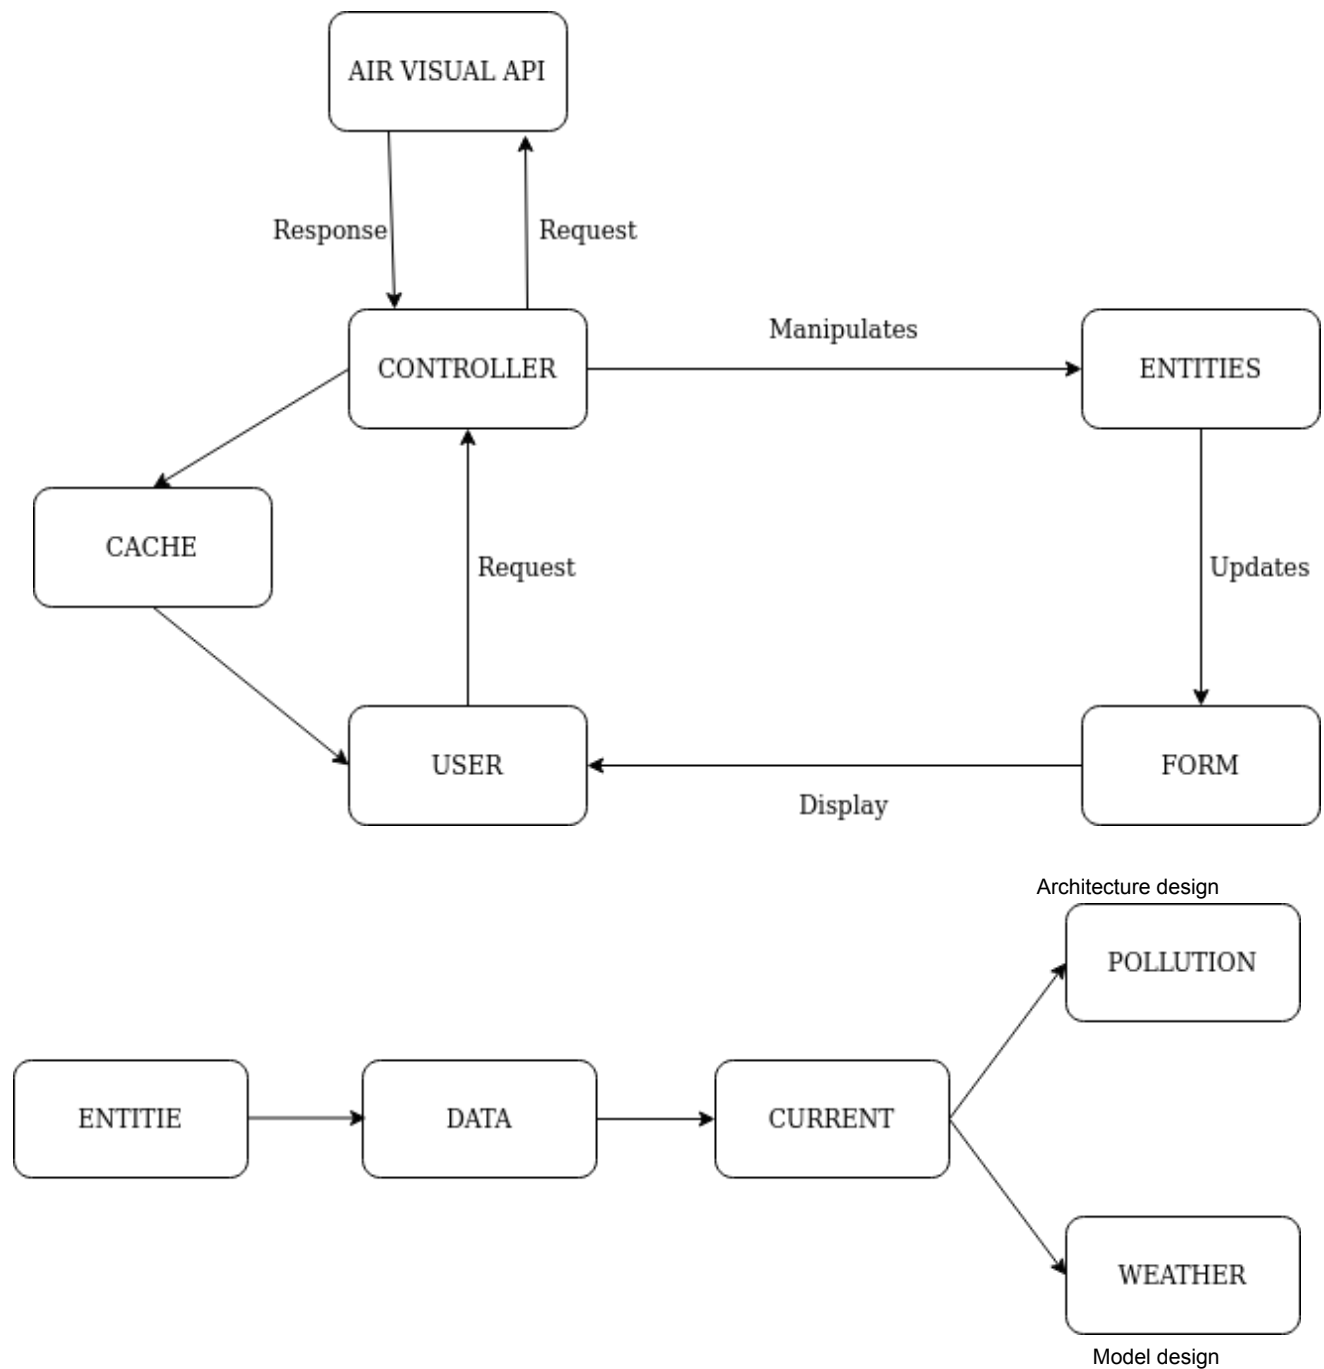 AIR VISUAL API
Response
Request
Manipulates
CONTROLLER
ENTITIES
CACHE
Request
Updates
USER
FORM
Display
Architecture design
POLLUTION
ENTITIE
DATA
CURRENT
WEATHER
Model design